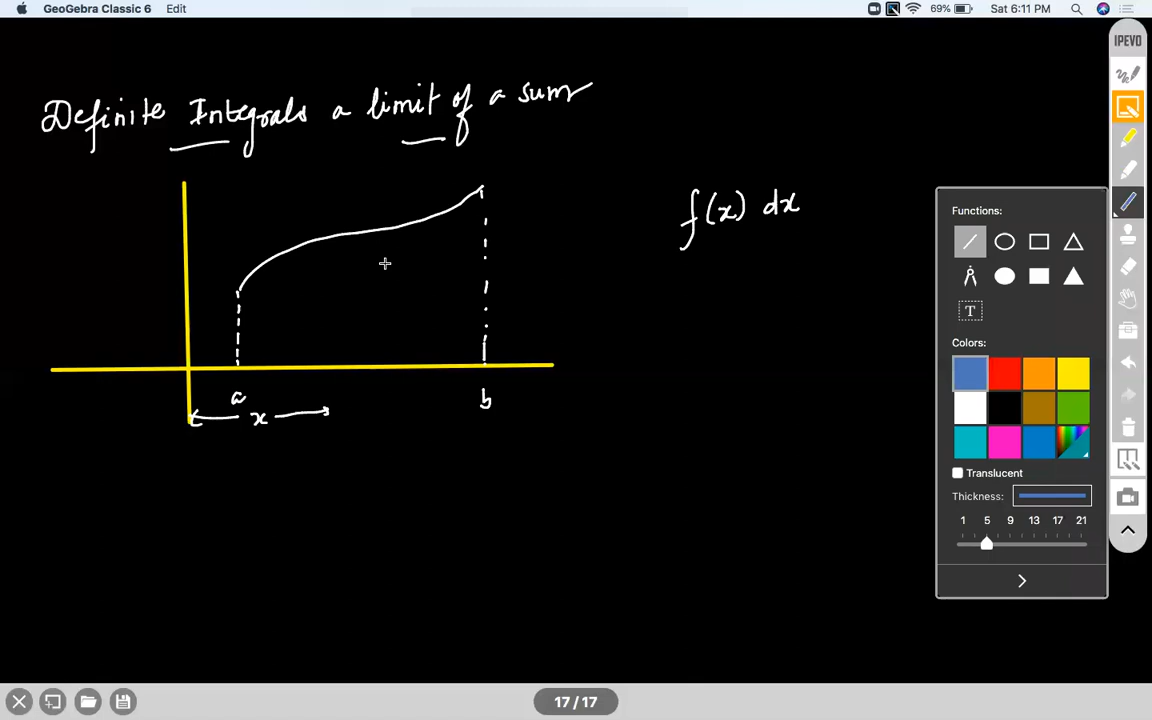 GeoGebra Classic 6 Edit 69% Sat 6:11 PM
IPEVO
Definite Integrals a limit of a sum
f(x) dx
Functions:
T
Colors:
Translucent
Thickness:
1 5 9 13 17 21
a b
x
17 / 17